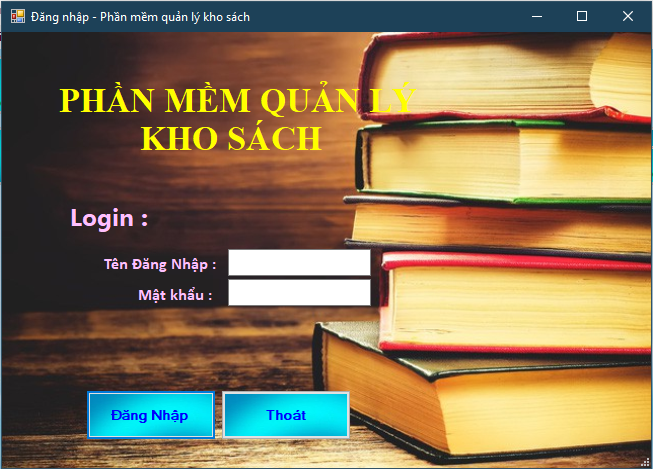 Đăng nhập - Phần mềm quản lý kho sách
PHẦN MỀM QUẢN LÝ
KHO SÁCH
Login :
Tên Đăng Nhập :
Mật khẩu :
Đăng Nhập
Thoát